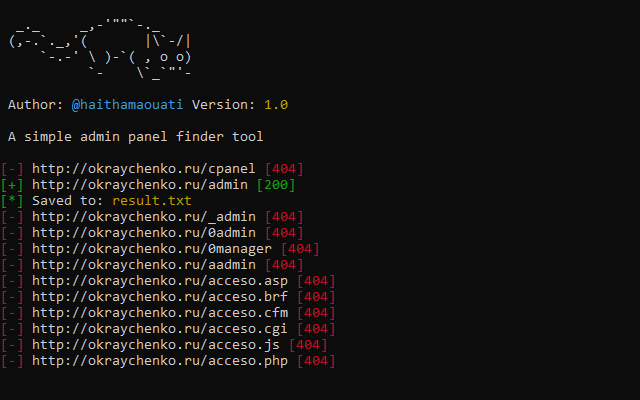 Author: @haithamaouati Version: 1.0
A simple admin panel finder tool
[-] http://okraychenko.ru/cpanel [404]
[+] http://okraychenko.ru/admin [200]
[*] Saved to: result.txt
[-] http://okraychenko.ru/_admin [404]
[-] http://okraychenko.ru/0admin [404]
[-] http://okraychenko.ru/0manager [404]
[-] http://okraychenko.ru/aadmin [404]
[-] http://okraychenko.ru/acceso.asp [404]
[-] http://okraychenko.ru/acceso.brf [404]
[-] http://okraychenko.ru/acceso.cfm [404]
[-] http://okraychenko.ru/acceso.cgi [404]
[-] http://okraychenko.ru/acceso.js [404]
[-] http://okraychenko.ru/acceso.php [404]